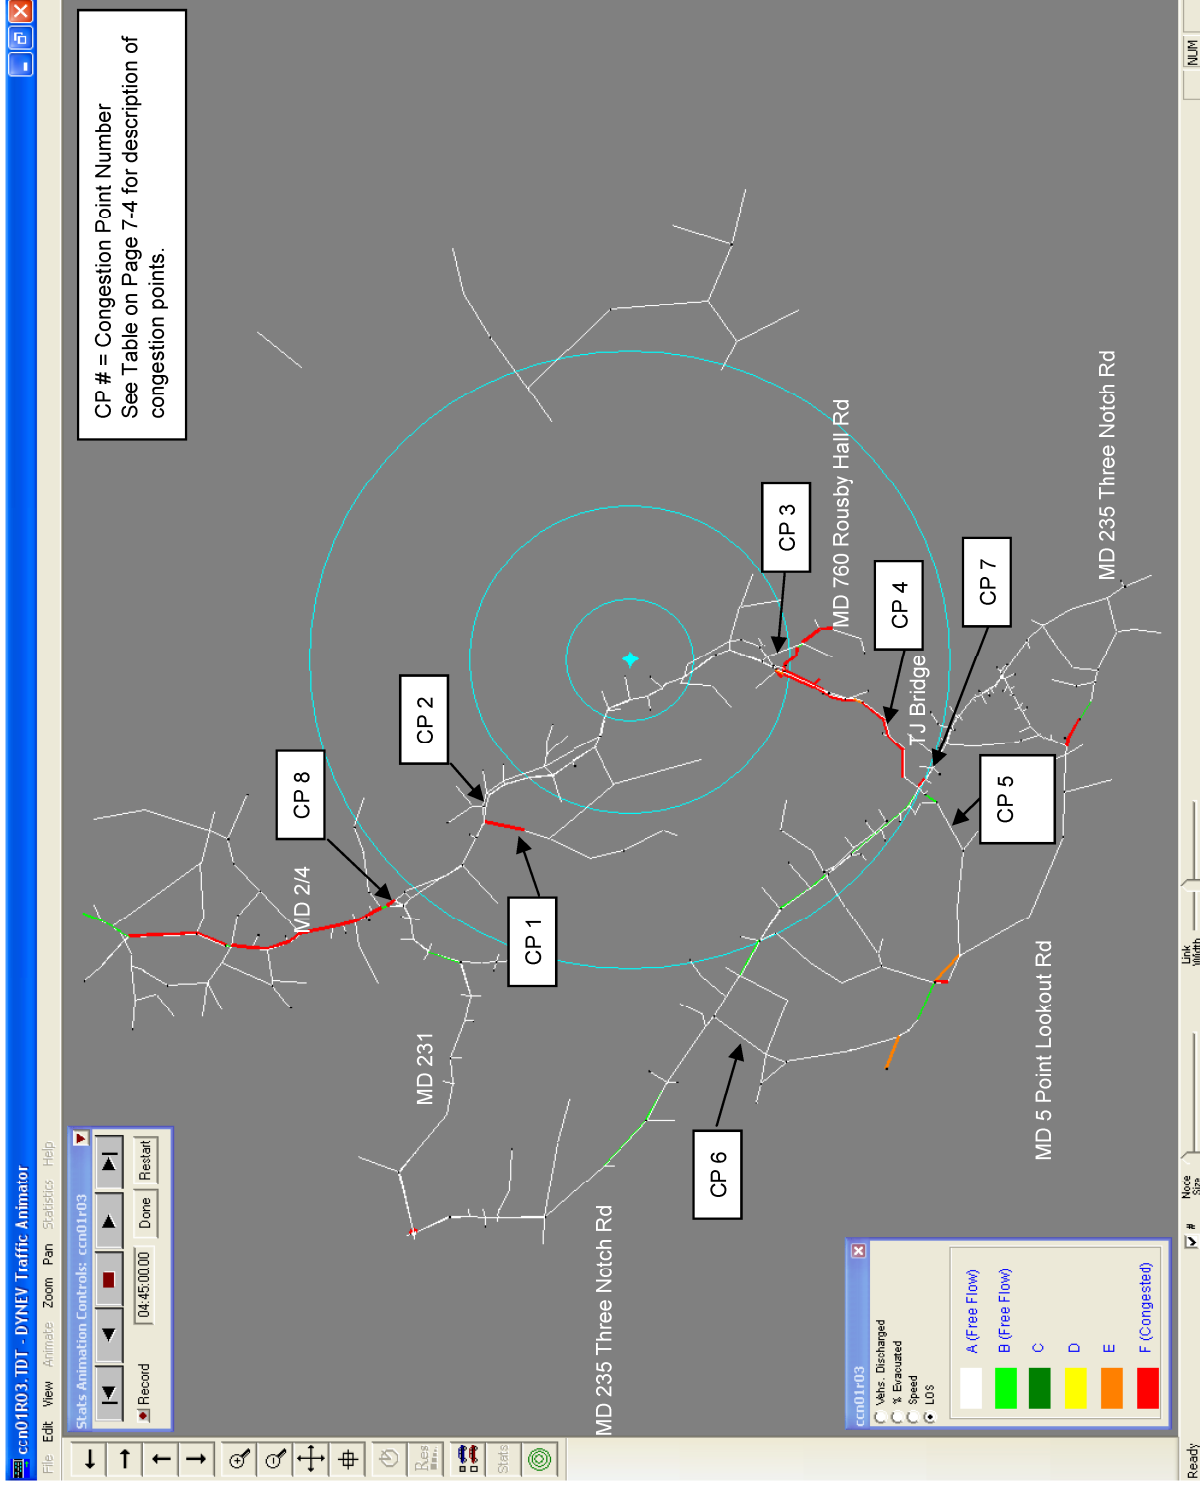 ccn01R03.TDT - DYNEV Traffic Animator
File Edit View Animate Zoom Pan Statistics Help
Stats Animation Controls: ccn01r03
Record
04:45:00.00
Done
Restart
Res
Stats
CP # = Congestion Point Number
See Table on Page 7-4 for description of
congestion points.
CP 8
CP 2
MD 2/4
CP 1
MD 231
CP 3
MD 760 Rousby Hall Rd
CP 4
TJ Bridge
CP 7
CP 5
CP 6
MD 235 Three Notch Rd
MD 235 Three Notch Rd
MD 5 Point Lookout Rd
ccn01r03
Vehs. Discharged
% Evacuated
Speed
LOS
A (Free Flow)
B (Free Flow)
C
D
E
F (Congested)
#
Link
Width
Ready
NUM